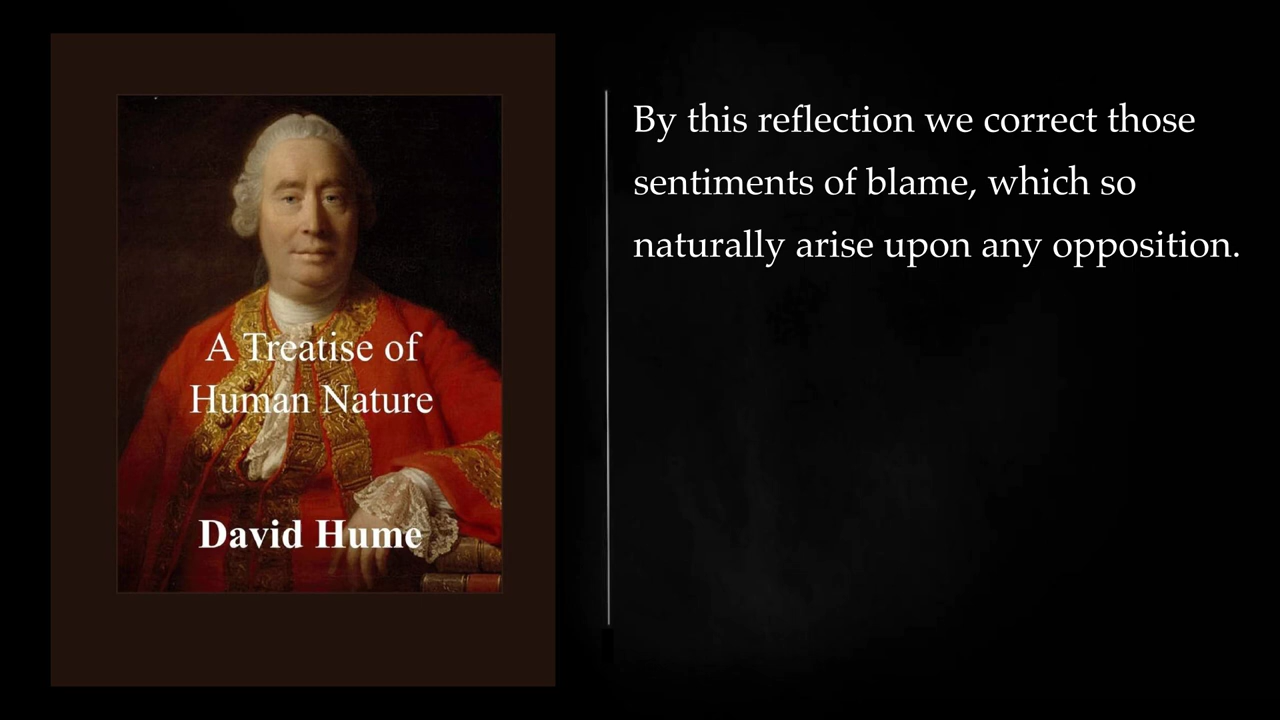 A Treatise of
Human Nature
David Hume
By this reflection we correct those
sentiments of blame, which so
naturally arise upon any opposition.